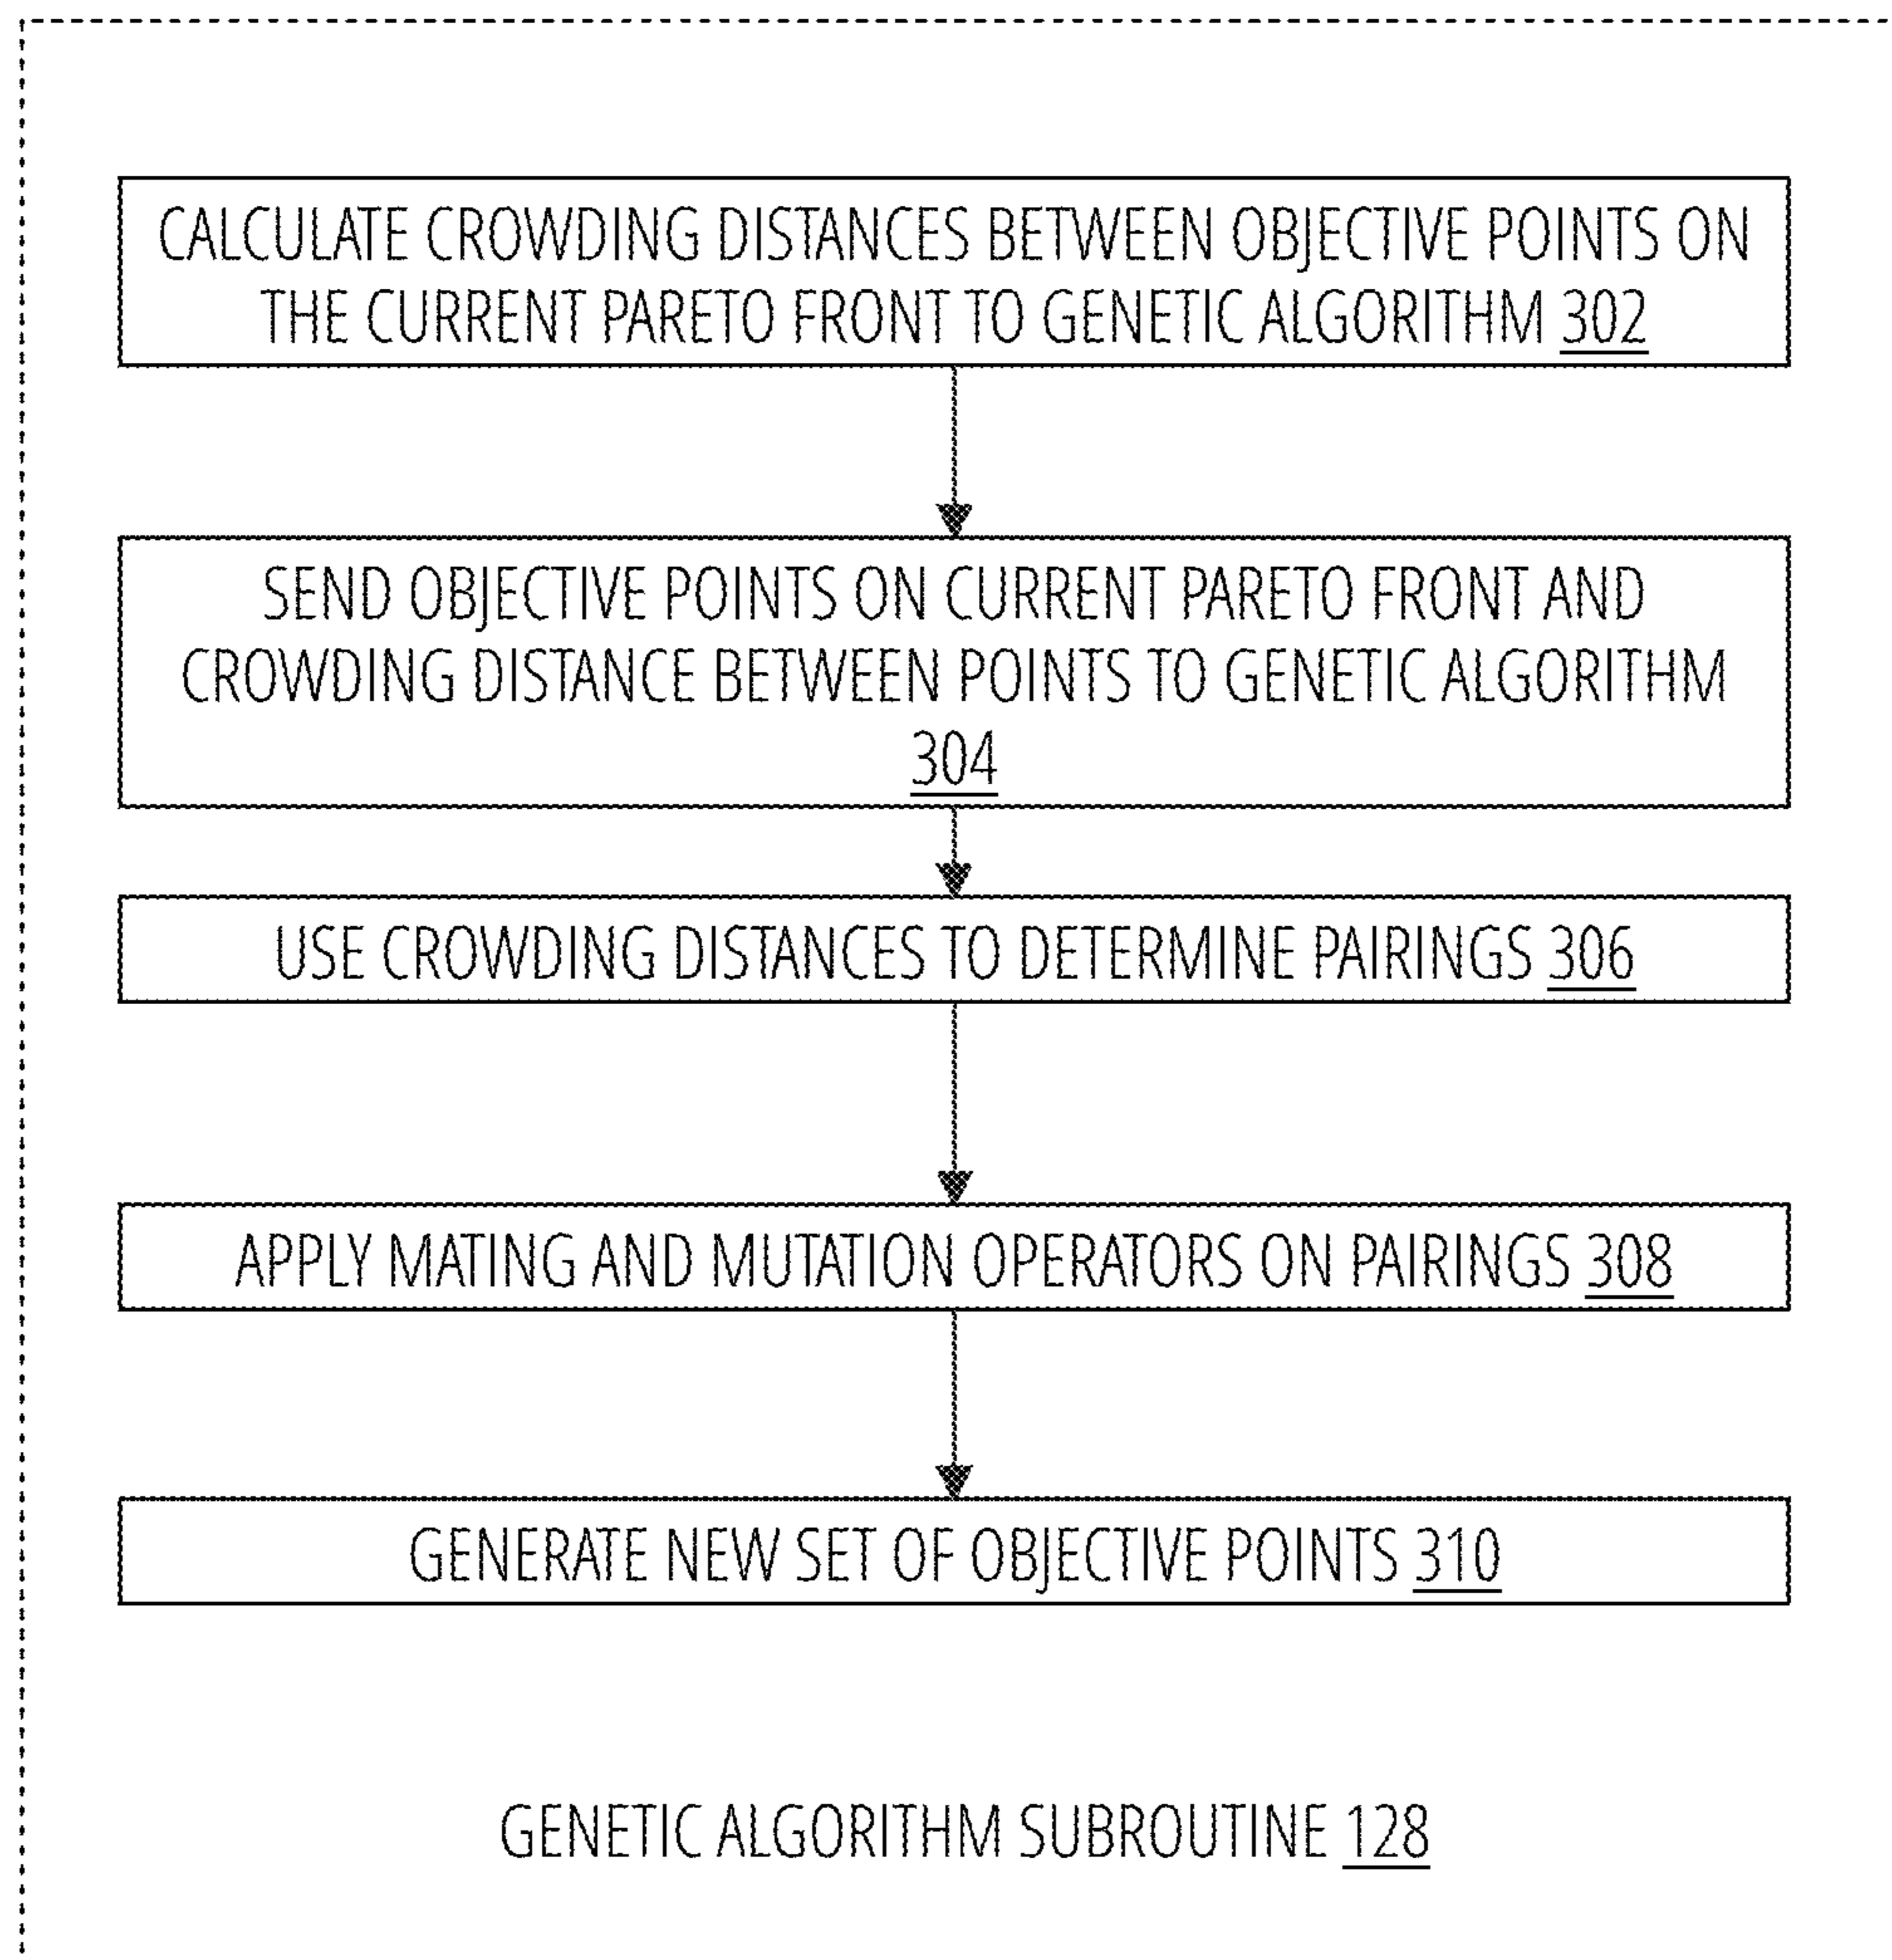 CALCULATE CROWDING DISTANCES BETWEEN OBJECTIVE POINTS ON
THE CURRENT PARETO FRONT TO GENETIC ALGORITHM 302
SEND OBJECTIVE POINTS ON CURRENT PARETO FRONT AND
CROWDING DISTANCE BETWEEN POINTS TO GENETIC ALGORITHM
304
USE CROWDING DISTANCES TO DETERMINE PAIRINGS 306
APPLY MATING AND MUTATION OPERATORS ON PAIRINGS 308
GENERATE NEW SET OF OBJECTIVE POINTS 310
GENETIC ALGORITHM SUBROUTINE 128